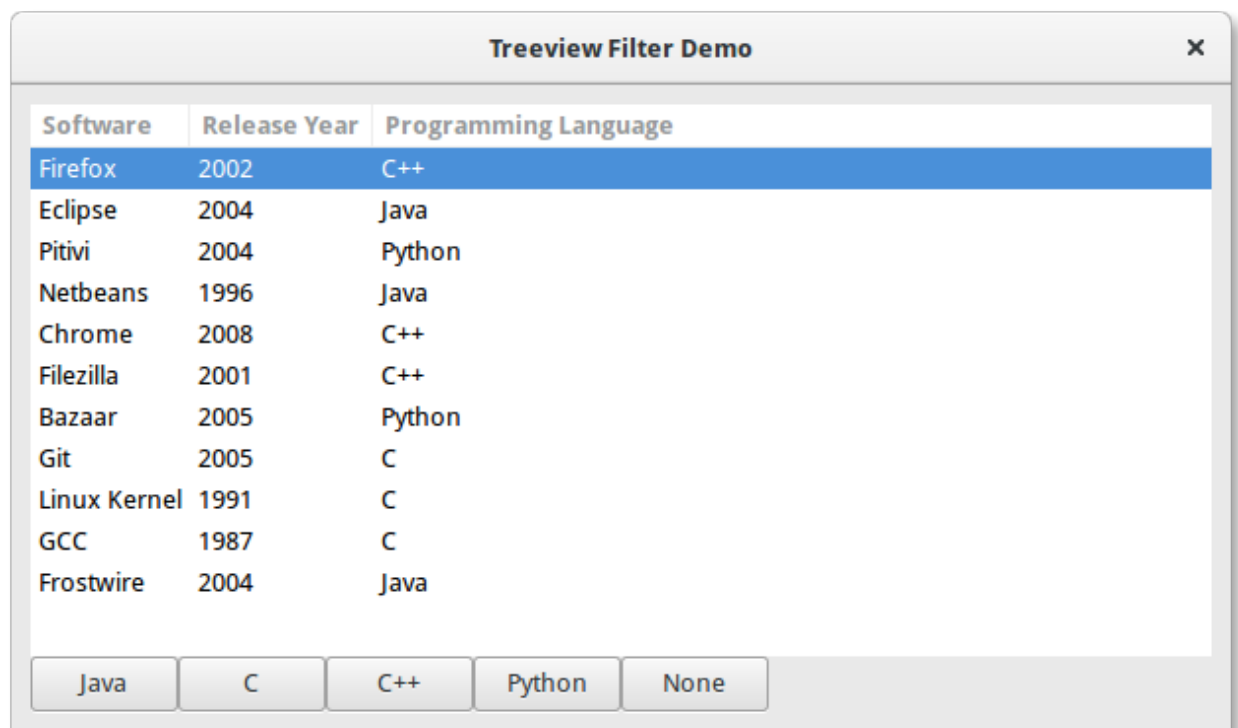 Treeview Filter Demo
Software Release Year Programming Language
Firefox 2002 C++
Eclipse 2004 Java
Pitivi 2004 Python
Netbeans 1996 Java
Chrome 2008 C++
Filezilla 2001 C++
Bazaar 2005 Python
Git 2005 C
Linux Kernel 1991 C
GCC 1987 C
Frostwire 2004 Java
Java C C++ Python None